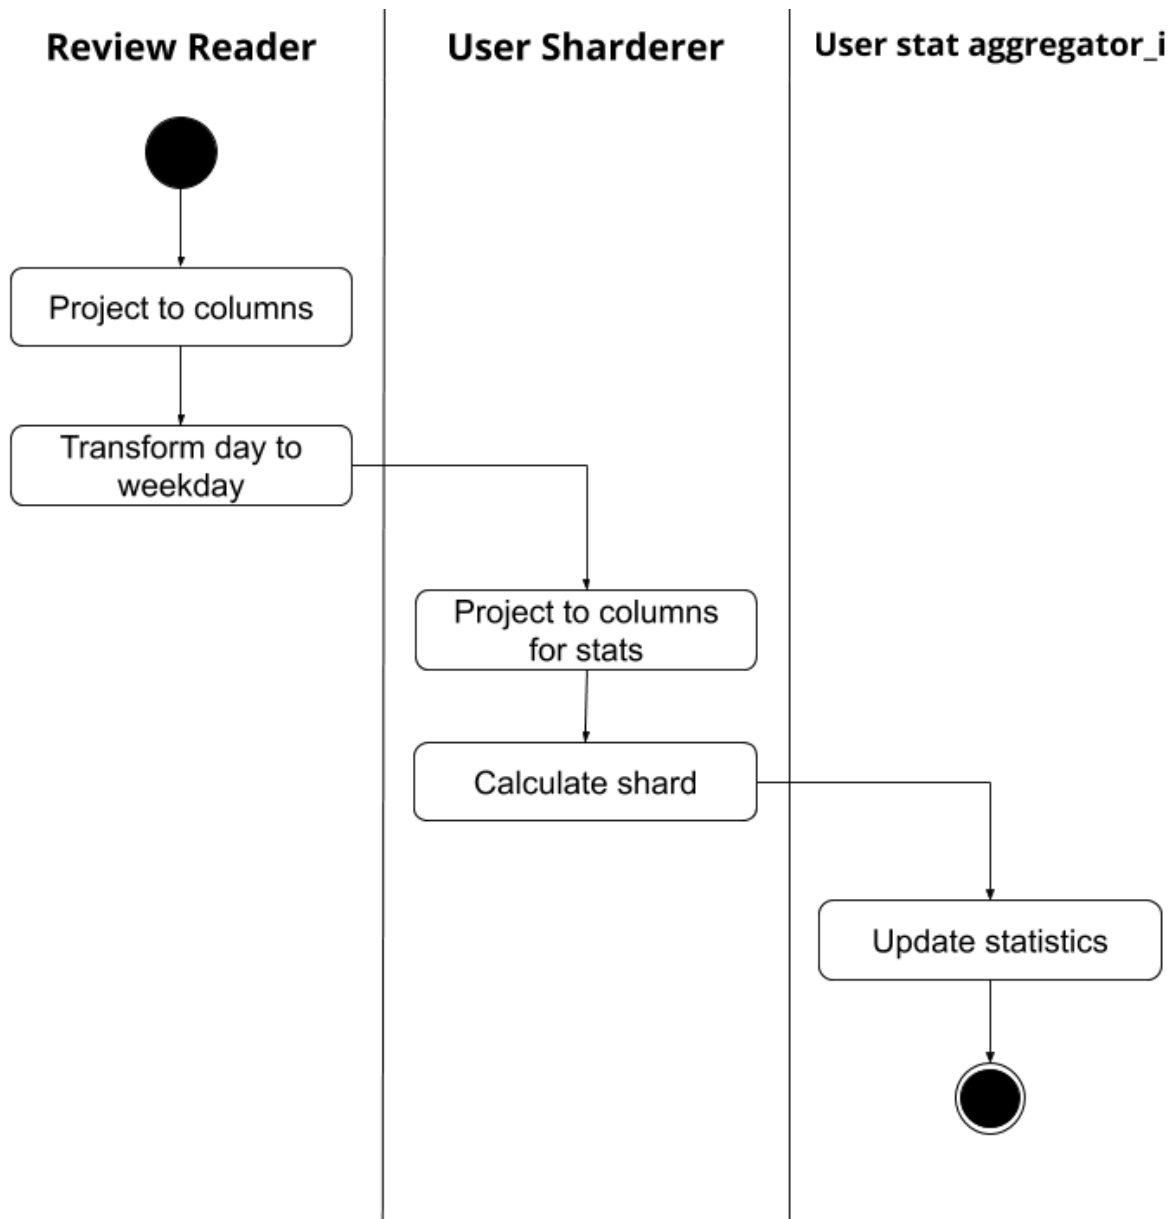 Review Reader
User Sharderer
User stat aggregator_i
Project to columns
Transform day to
weekday
Project to columns
for stats
Calculate shard
Update statistics